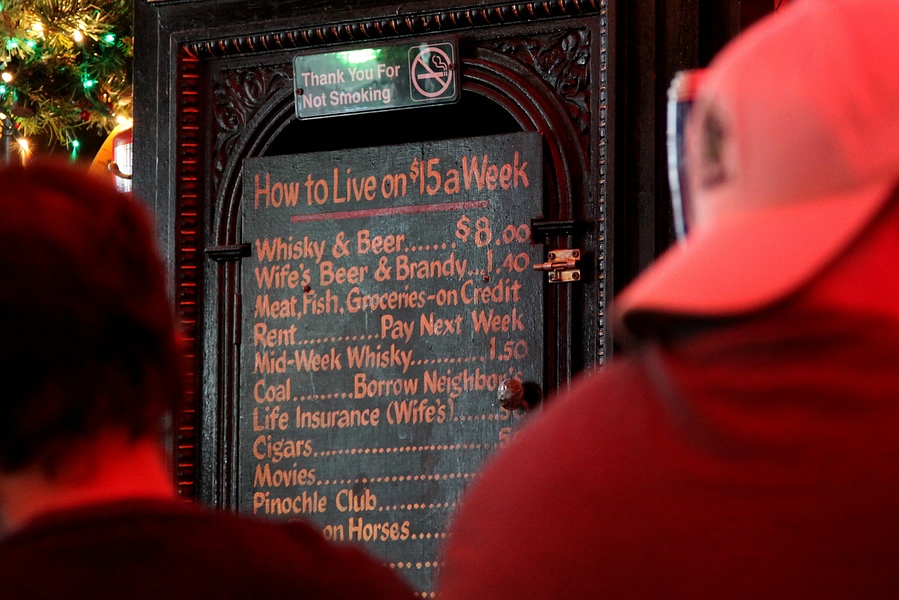 Thank You For
Not Smoking
How to Live on $15 a Week
Whisky & Beer.......$8.00
Wife's Beer & Brandy...1.40
Meat, Fish, Groceries-on Credit
Rent...........Pay Next Week
Mid-Week Whisky..........1.50
Coal........Borrow
Life Insurance (Wife's)......
Cigars
Movies
Pinochle Club
on Horses